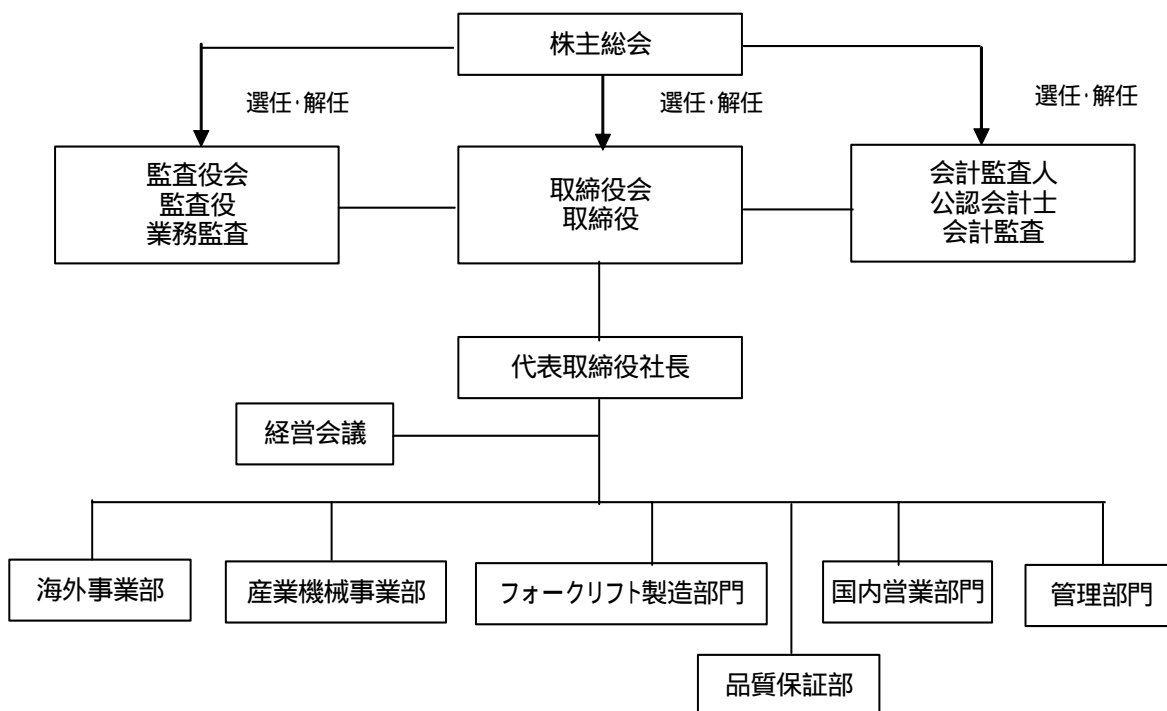 株主総会
選任・解任
選任・解任
選任・解任
監査役会
監査役
業務監査
取締役会
取締役
会計監査人
公認会計士
会計監査
代表取締役社長
経営会議
海外事業部
産業機械事業部
フォークリフト製造部門
国内営業部門
管理部門
品質保証部